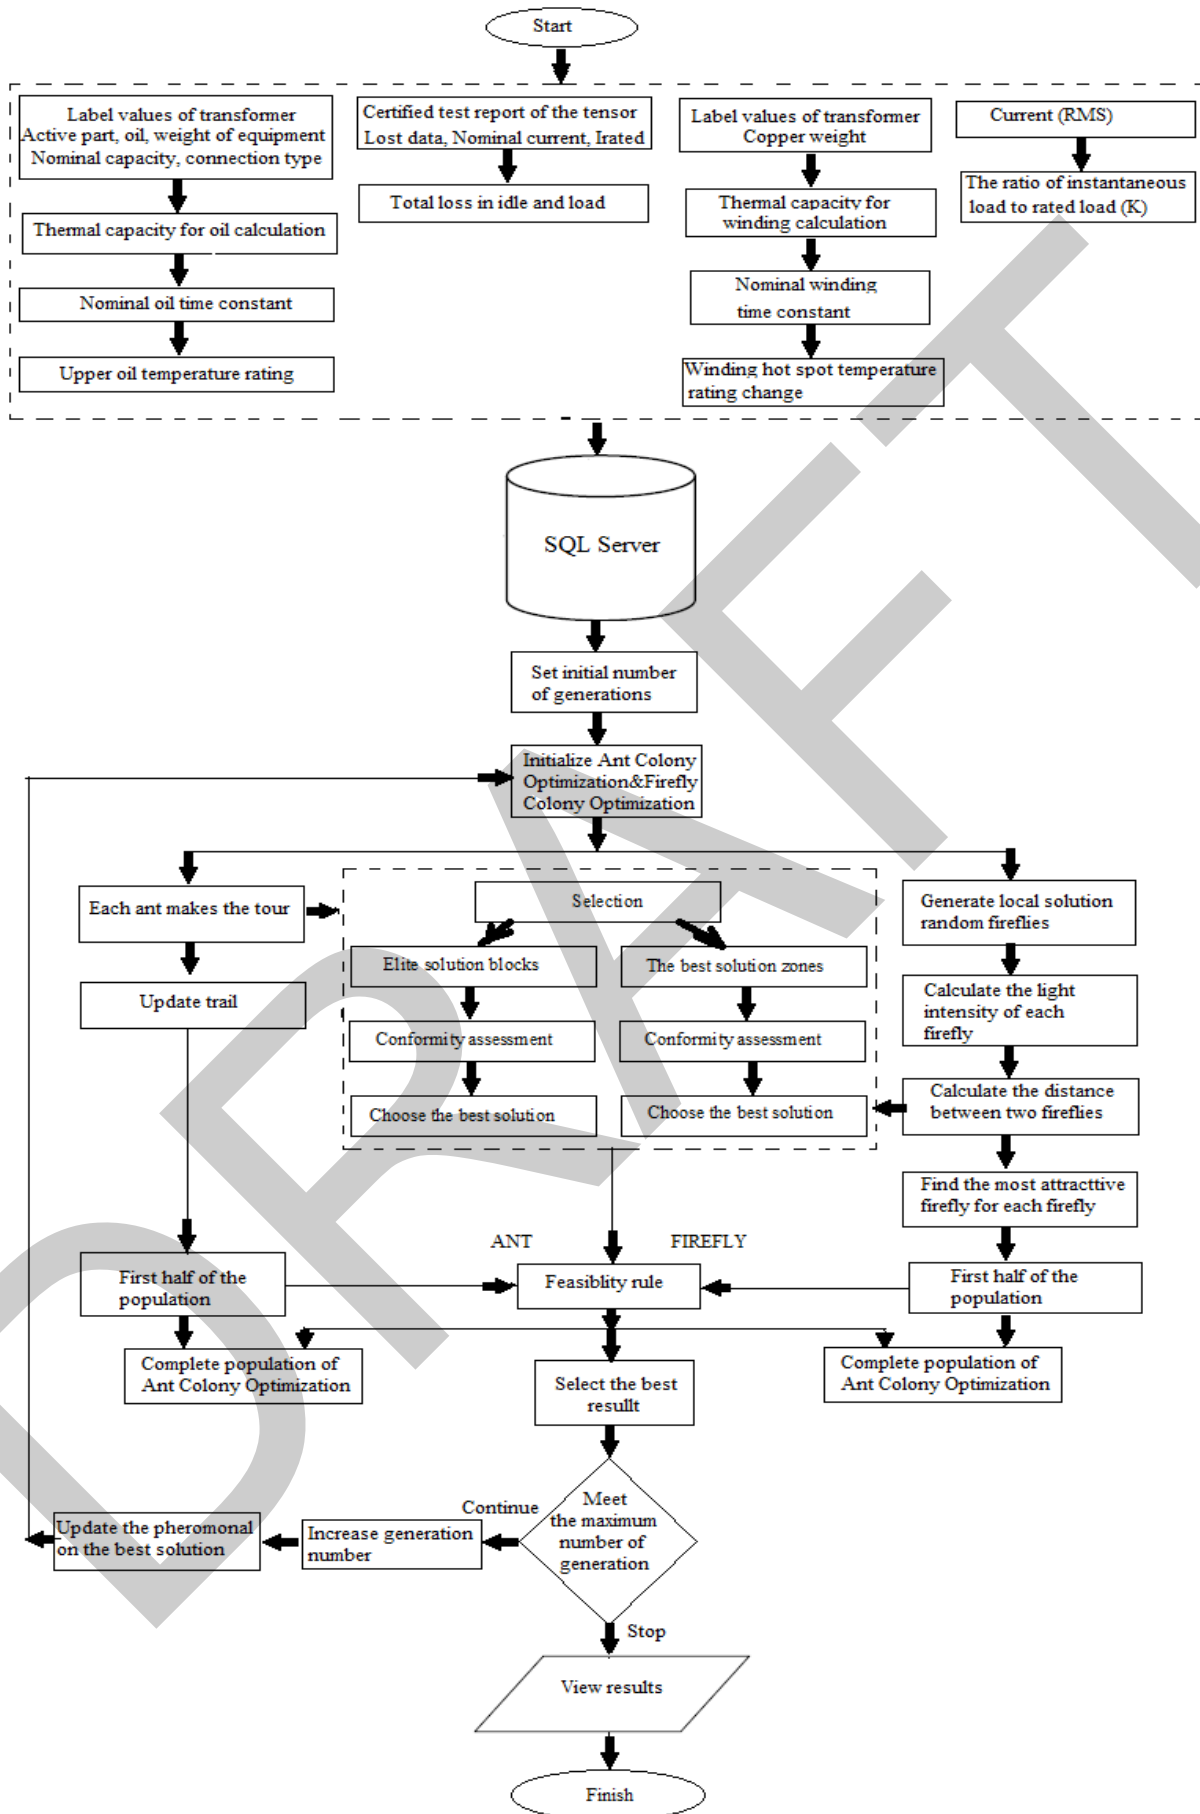 Start
Label values of transformer
Active part, oil, weight of equipment
Nominal capacity, connection type
Thermal capacity for oil calculation
Nominal oil time constant
Upper oil temperature rating
Certified test report of the tensor
Lost data, Nominal current, Irated
Total loss in idle and load
Label values of transformer
Copper weight
Thermal capacity for
winding calculation
Nominal winding
time constant
Winding hot spot temperature
rating change
Current (RMS)
The ratio of instantaneous
load to rated load (K)
SQL Server
Set initial number
of generations
Initialize Ant Colony
Optimization&Firefly
Colony Optimization
Each ant makes the tour
Update trail
Selection
Elite solution blocks
The best solution zones
Conformity assessment
Conformity assessment
Choose the best solution
Choose the best solution
Generate local solution
random fireflies
Calculate the light
intensity of each
firefly
Calculate the distance
between two fireflies
Find the most attracttive
firefly for each firefly
ANT
FIREFLY
First half of the
population
Feasiblity rule
First half of the
population
Complete population of
Ant Colony Optimization
Select the best
resullt
Complete population of
Ant Colony Optimization
Meet
the maximum
number of
generation
Continue
Increase generation
number
Update the pheromonal
on the best solution
Stop
View results
Finish
DRAFT